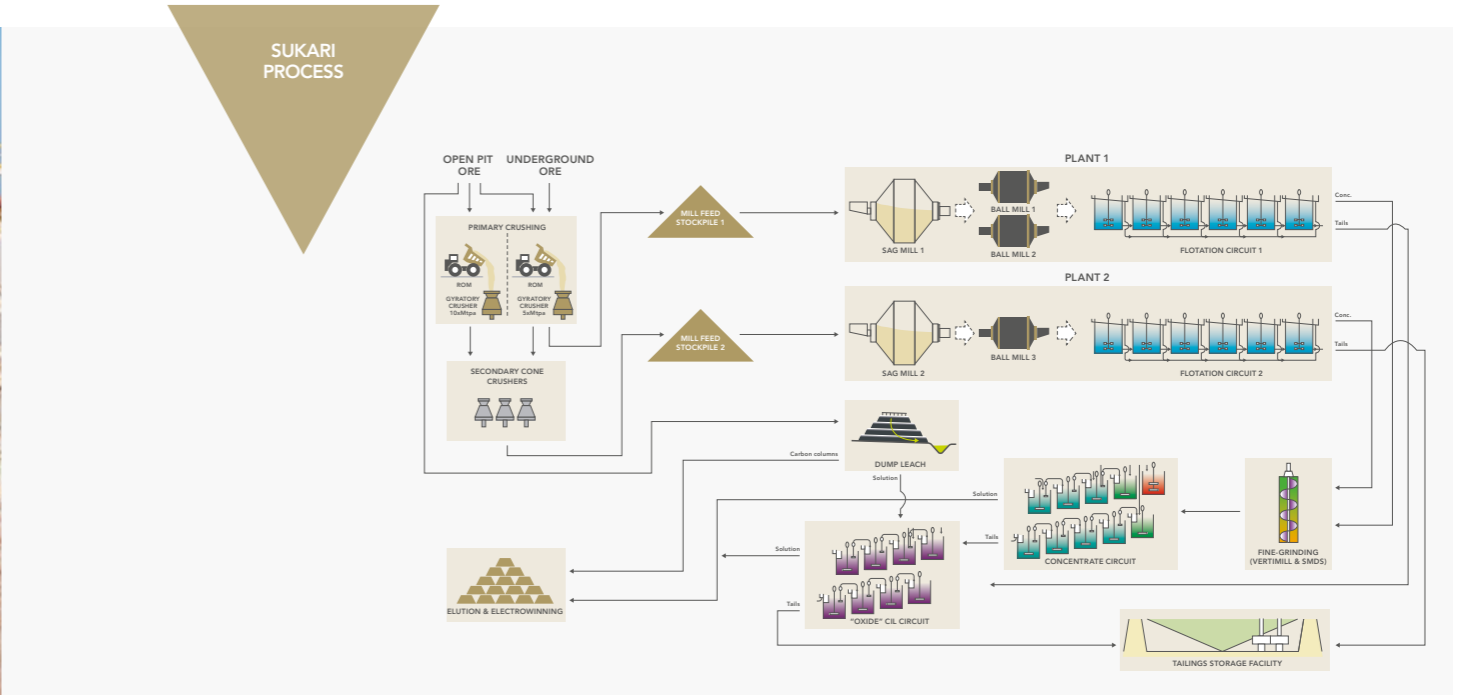 SUKARI
PROCESS
OPEN PIT
ORE
UNDERGROUND
ORE
PRIMARY CRUSHING
ROM
ROM
GYRATORY
CRUSHER
10xMtpa
GYRATORY
CRUSHER
5xMtpa
SECONDARY CONE
CRUSHERS
MILL FEED
STOCKPILE 1
MILL FEED
STOCKPILE 2
PLANT 1
SAG MILL 1
BALL MILL 1
BALL MILL 2
FLOTATION CIRCUIT 1
Conc.
Tails
PLANT 2
SAG MILL 2
BALL MILL 3
FLOTATION CIRCUIT 2
Conc.
Tails
DUMP LEACH
Carbon columns
Solution
Solution
CONCENTRATE CIRCUIT
Tails
FINE-GRINDING
(VERTIMILL & SMDS)
Solution
"OXIDE" CIL CIRCUIT
Tails
ELUTION & ELECTROWINNING
TAILINGS STORAGE FACILITY